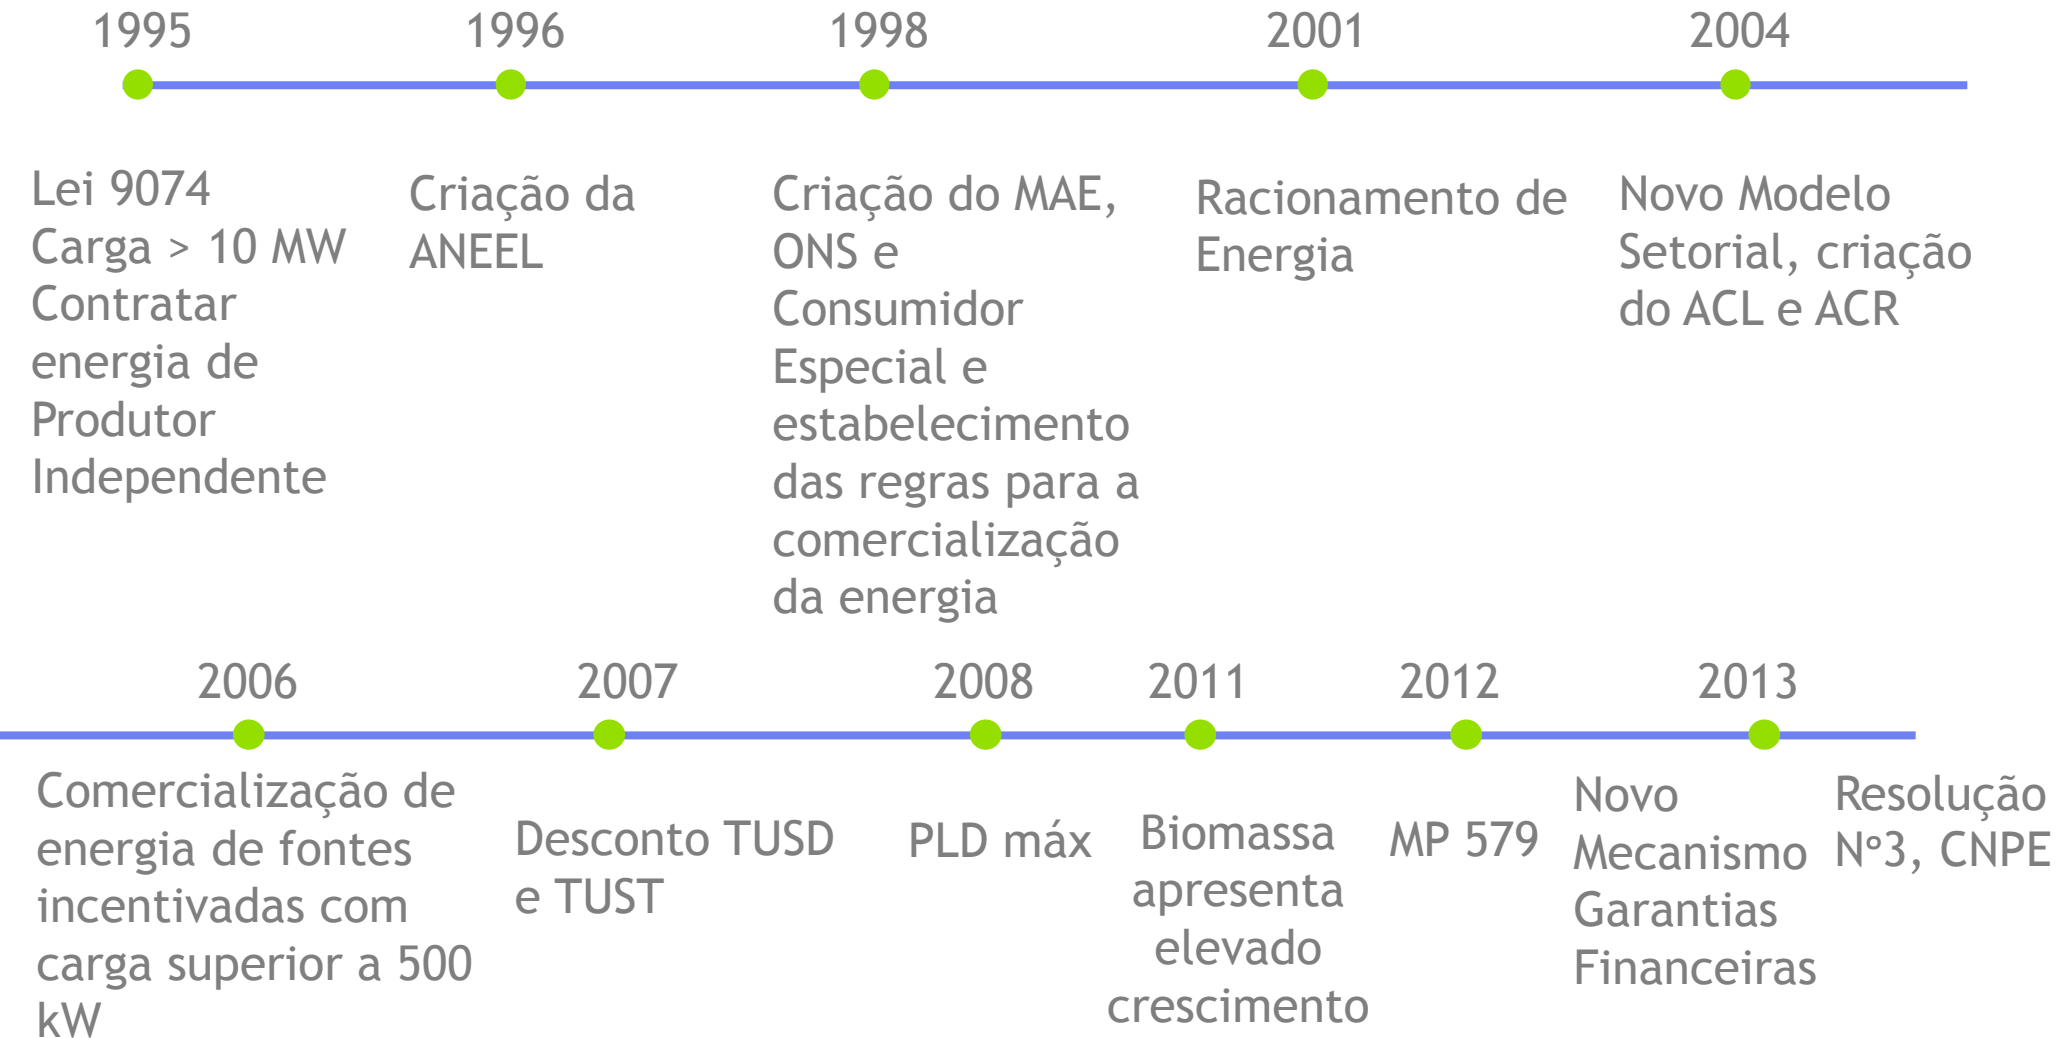 1995
1996
1998
2001
2004
Lei 9074
Carga > 10 MW
Contratar
energia de
Produtor
Independente
Criação da
ANEEL
Criação do MAE,
ONS e
Consumidor
Especial e
estabelecimento
das regras para a
comercialização
da energia
Racionamento de
Energia
Novo Modelo
Setorial, criação
do ACL e ACR
2006
2007
2008
2011
2012
2013
Comercialização de
energia de fontes
incentivadas com
carga superior a 500
kW
Desconto TUSD
e TUST
PLD máx
Biomassa
apresenta
elevado
crescimento
MP 579
Novo
Mecanismo
Garantias
Financeiras
Resolução
Nº3, CNPE